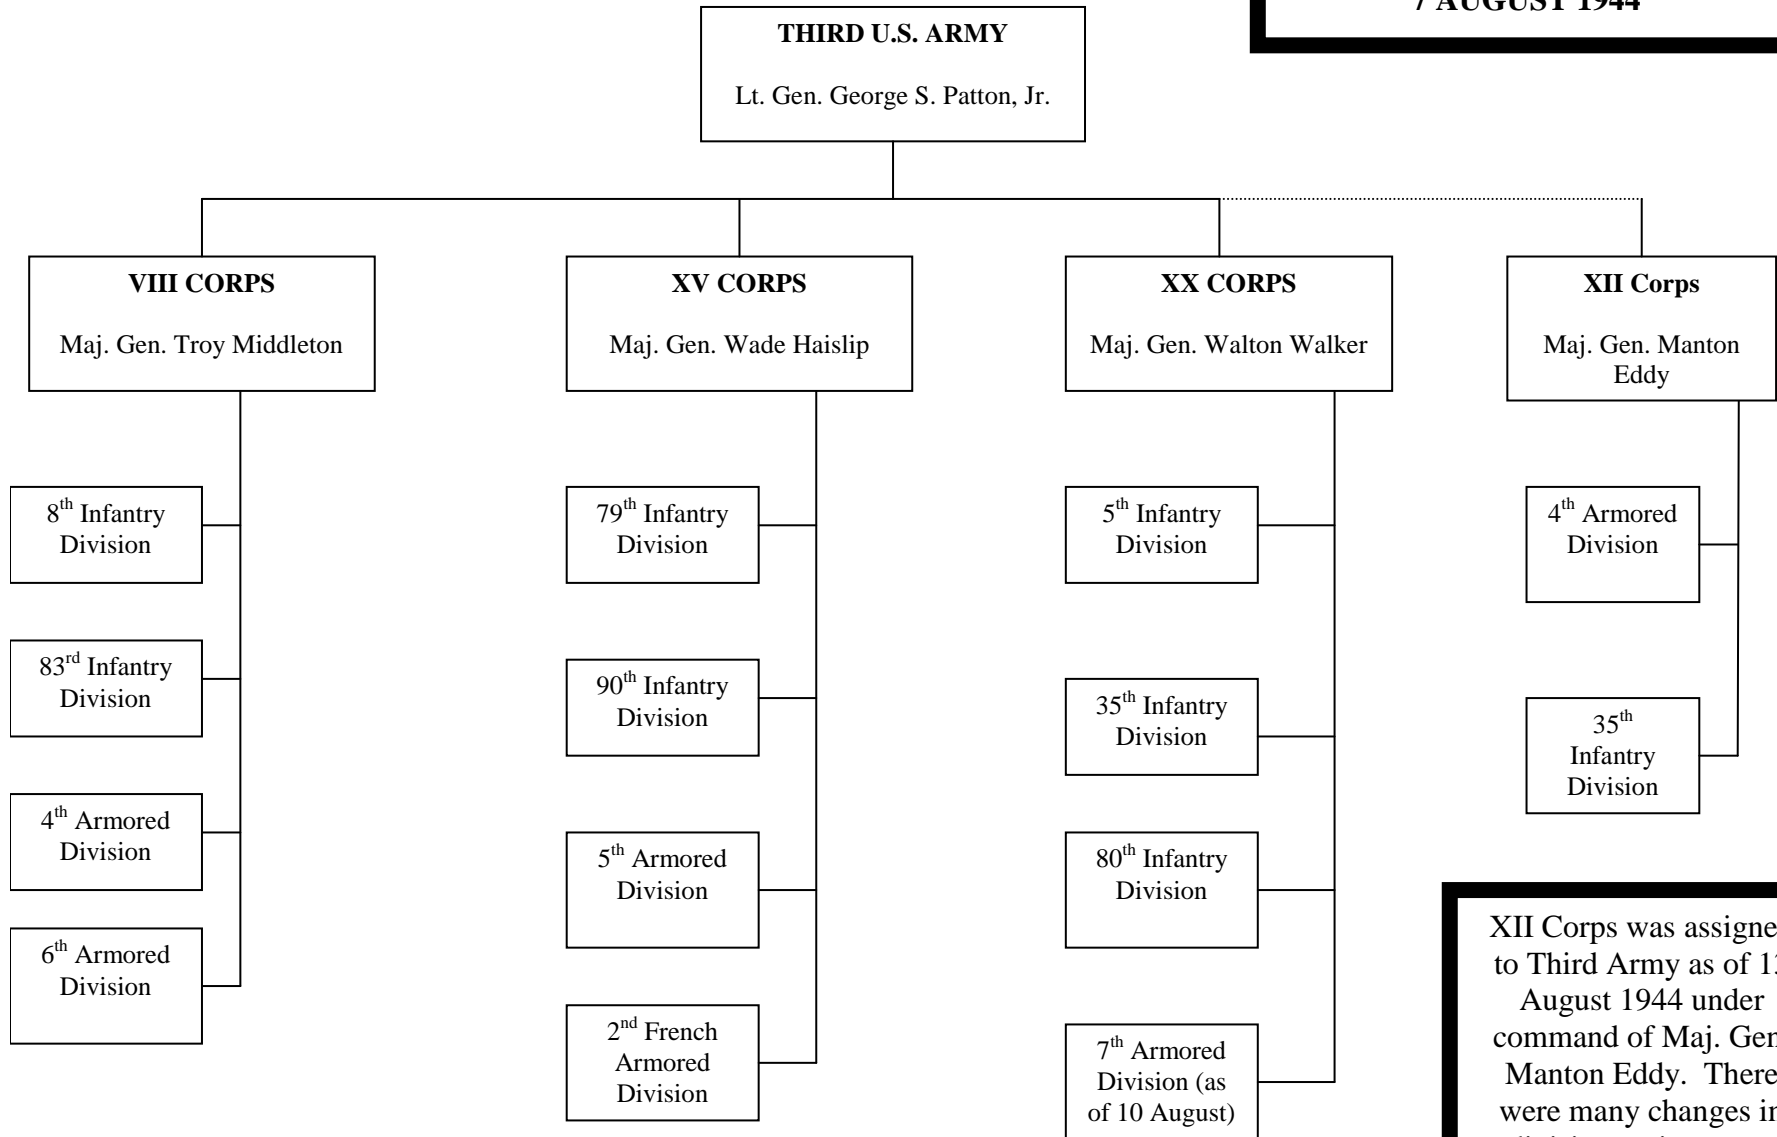 7 AUGUST 1944
THIRD U.S. ARMY
Lt. Gen. George S. Patton, Jr.
VIII CORPS
Maj. Gen. Troy Middleton
XV CORPS
Maj. Gen. Wade Haislip
XX CORPS
Maj. Gen. Walton Walker
XII Corps
Maj. Gen. Manton
Eddy
8th Infantry
Division
83rd Infantry
Division
4th Armored
Division
6th Armored
Division
79th Infantry
Division
90th Infantry
Division
5th Armored
Division
2nd French
Armored
Division
5th Infantry
Division
35th Infantry
Division
80th Infantry
Division
7th Armored
Division (as
of 10 August)
4th Armored
Division
35th
Infantry
Division
XII Corps was assigne
to Third Army as of 13
August 1944 under
command of Maj. Gen
Manton Eddy. There
were many changes in